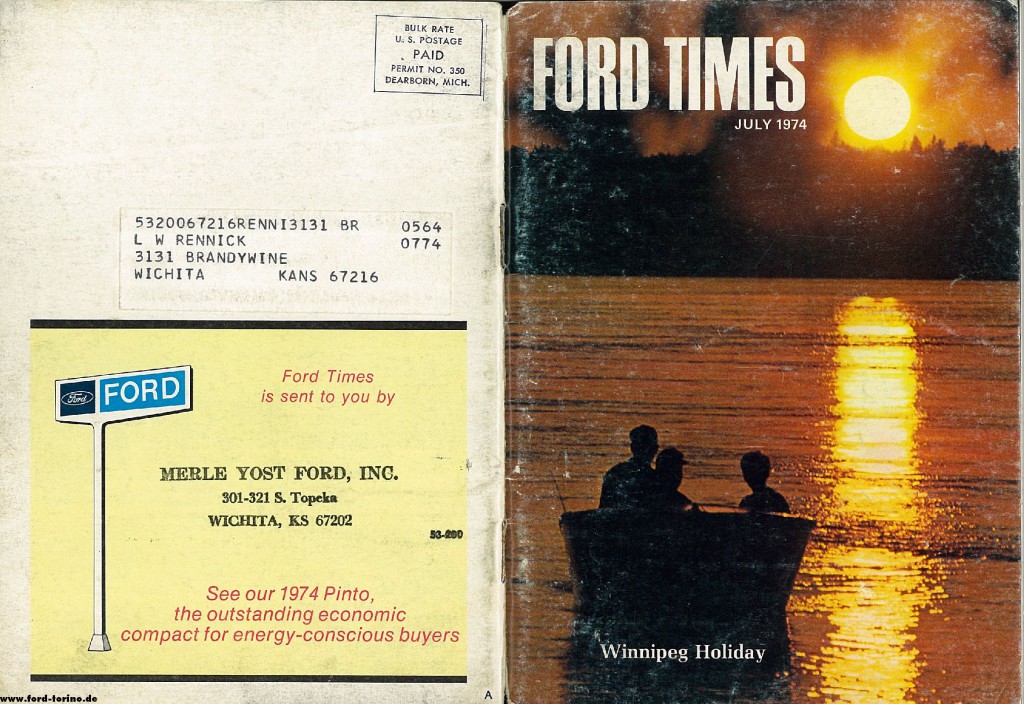 BULK RATE
U. S. POSTAGE
PAID
PERMIT NO. 350
DEARBORN, MICH.
5320067216RENNI3131 BR 0564
L W RENNICK 0774
3131 BRANDYWINE
WICHITA KANS 67216
Ford FORD
Ford Times
is sent to you by
MERLE YOST FORD, INC.
301-321 S. Topeka
WICHITA, KS 67202
53-200
See our 1974 Pinto,
the outstanding economic
compact for energy-conscious buyers
A
www.ford-torino.de
FORD TIMES
JULY 1974
Winnipeg Holiday